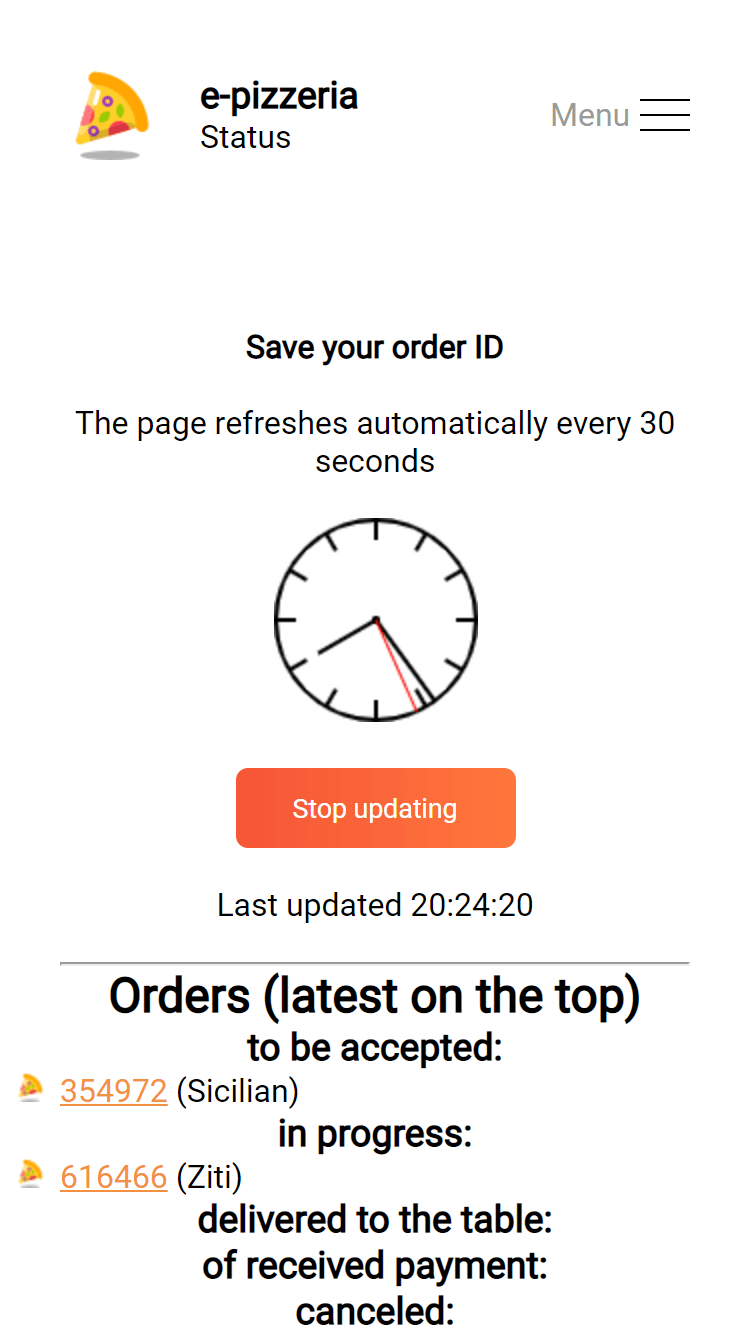 e-pizzeria
Status
Menu
Save your order ID
The page refreshes automatically every 30
seconds
Stop updating
Last updated 20:24:20
Orders (latest on the top)
to be accepted:
354972 (Sicilian)
in progress:
616466 (Ziti)
delivered to the table:
of received payment:
canceled: